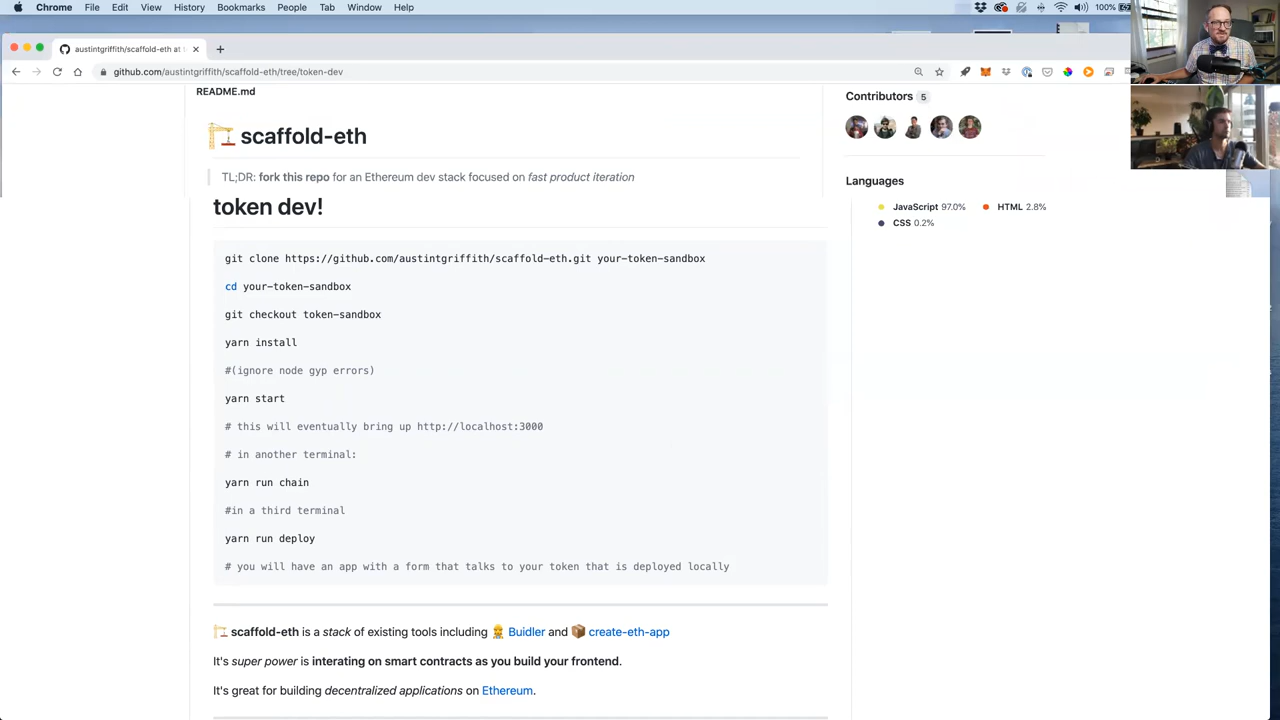 Chrome File Edit View History Bookmarks People Tab Window Help 100%
austintgriffith/scaffold-eth at
github.com/austintgriffith/scaffold-eth/tree/token-dev
README.md
scaffold-eth
TL;DR: fork this repo for an Ethereum dev stack focused on fast product iteration
token dev!
git clone https://github.com/austintgriffith/scaffold-eth.git your-token-sandbox
cd your-token-sandbox
git checkout token-sandbox
yarn install
#(ignore node gyp errors)
yarn start
# this will eventually bring up http://localhost:3000
# in another terminal:
yarn run chain
#in a third terminal
yarn run deploy
# you will have an app with a form that talks to your token that is deployed locally
scaffold-eth is a stack of existing tools including Buidler and create-eth-app
It's super power is interating on smart contracts as you build your frontend.
It's great for building decentralized applications on Ethereum.
Contributors 5
Languages
JavaScript 97.0% HTML 2.8%
CSS 0.2%